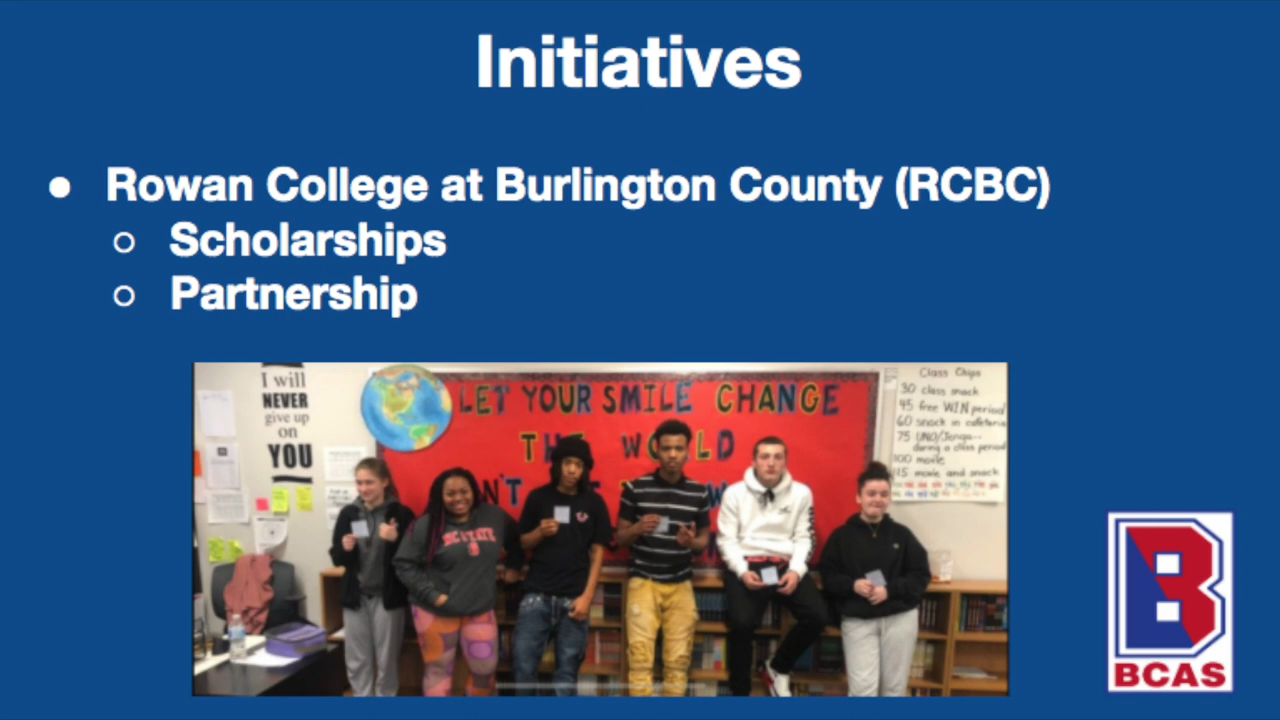 Initiatives
● Rowan College at Burlington County (RCBC)
○ Scholarships
○ Partnership
I will
NEVER
give up
on
YOU
LET YOUR SMILE CHANGE
Class Chips
30 class snack
45 free WIN period
60 snack in cafeteria
75 UNO/Jenga--
during a class period
100 movie
115 movie and snack
B
BCAS